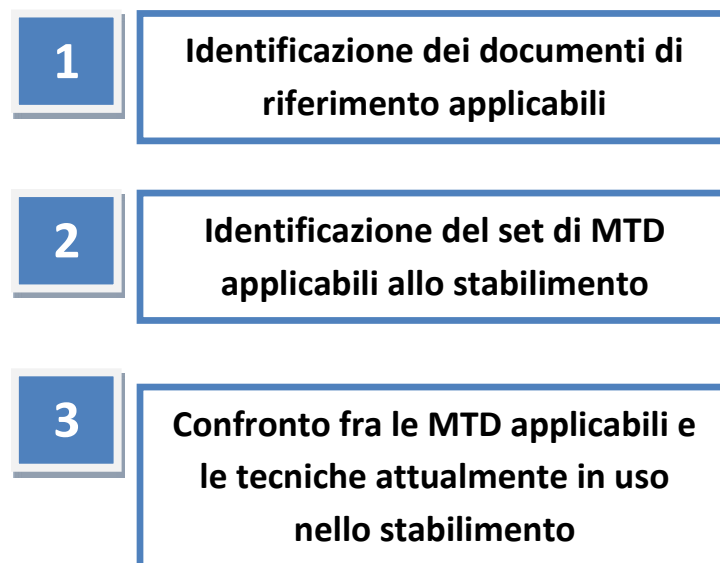 1
Identificazione dei documenti di
riferimento applicabili
2
Identificazione del set di MTD
applicabili allo stabilimento
3
Confronto fra le MTD applicabili e
le tecniche attualmente in uso
nello stabilimento